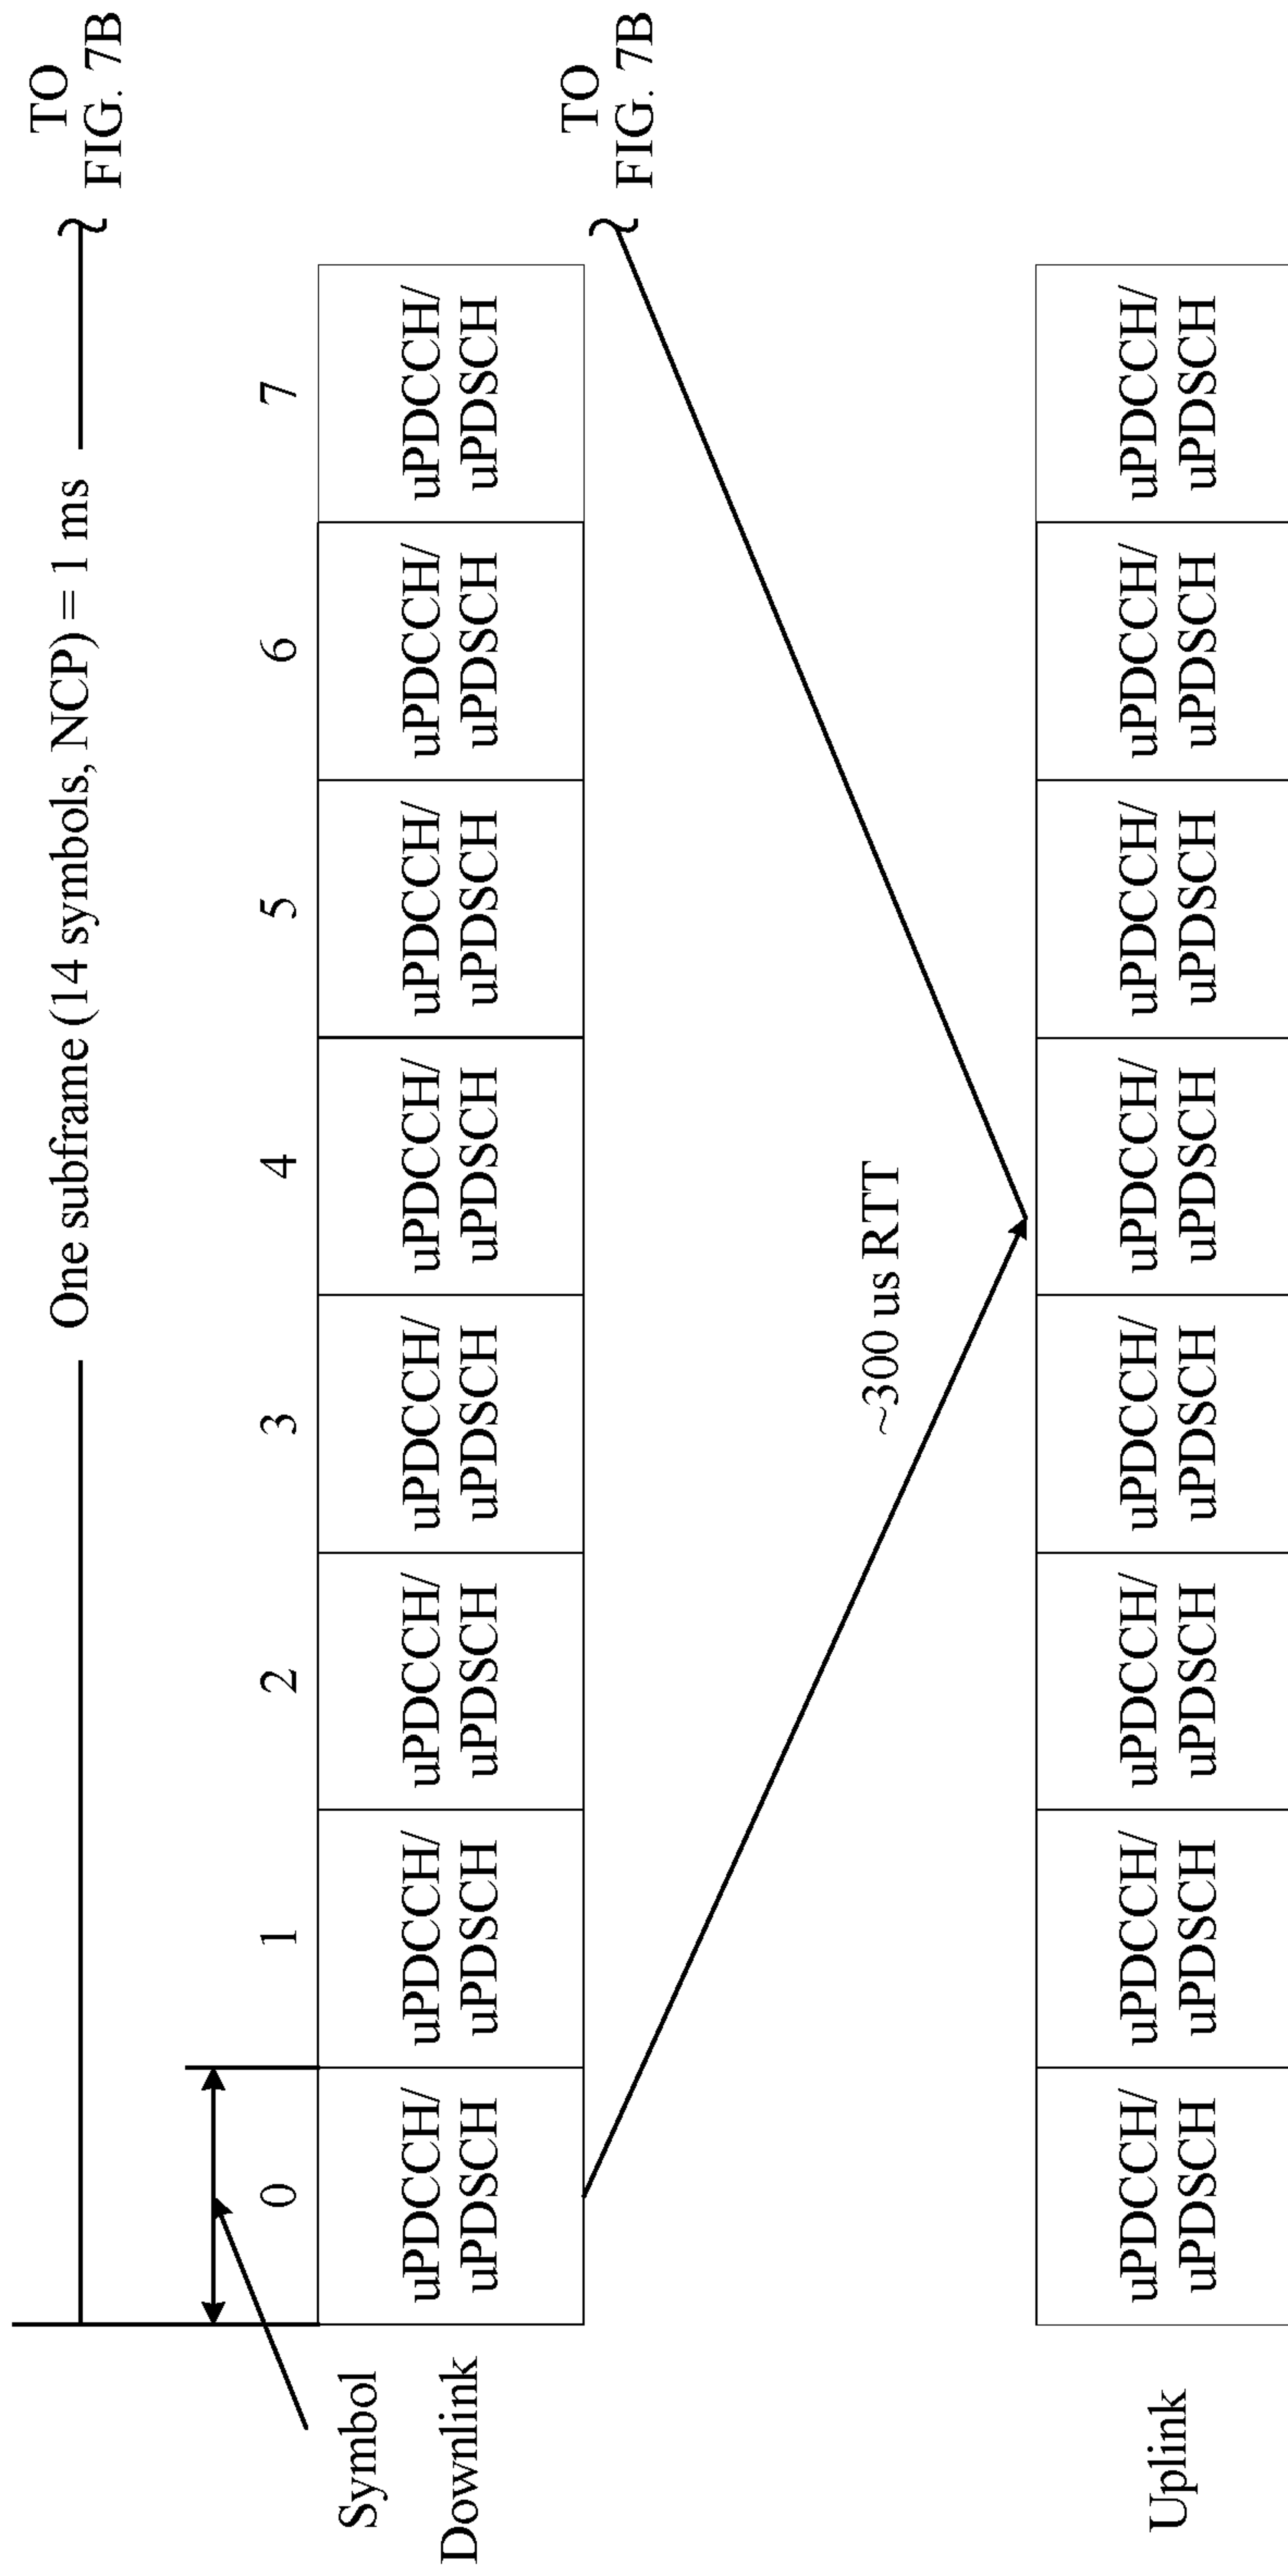 One subframe (14 symbols, NCP) = 1 ms
TO
FIG. 7B
Symbol
0
1
2
3
4
5
6
7
Downlink
uPDCCH/
uPDSCH
uPDCCH/
uPDSCH
uPDCCH/
uPDSCH
uPDCCH/
uPDSCH
uPDCCH/
uPDSCH
uPDCCH/
uPDSCH
uPDCCH/
uPDSCH
uPDCCH/
uPDSCH
TO
FIG. 7B
~300 us RTT
Uplink
uPDCCH/
uPDSCH
uPDCCH/
uPDSCH
uPDCCH/
uPDSCH
uPDCCH/
uPDSCH
uPDCCH/
uPDSCH
uPDCCH/
uPDSCH
uPDCCH/
uPDSCH
uPDCCH/
uPDSCH